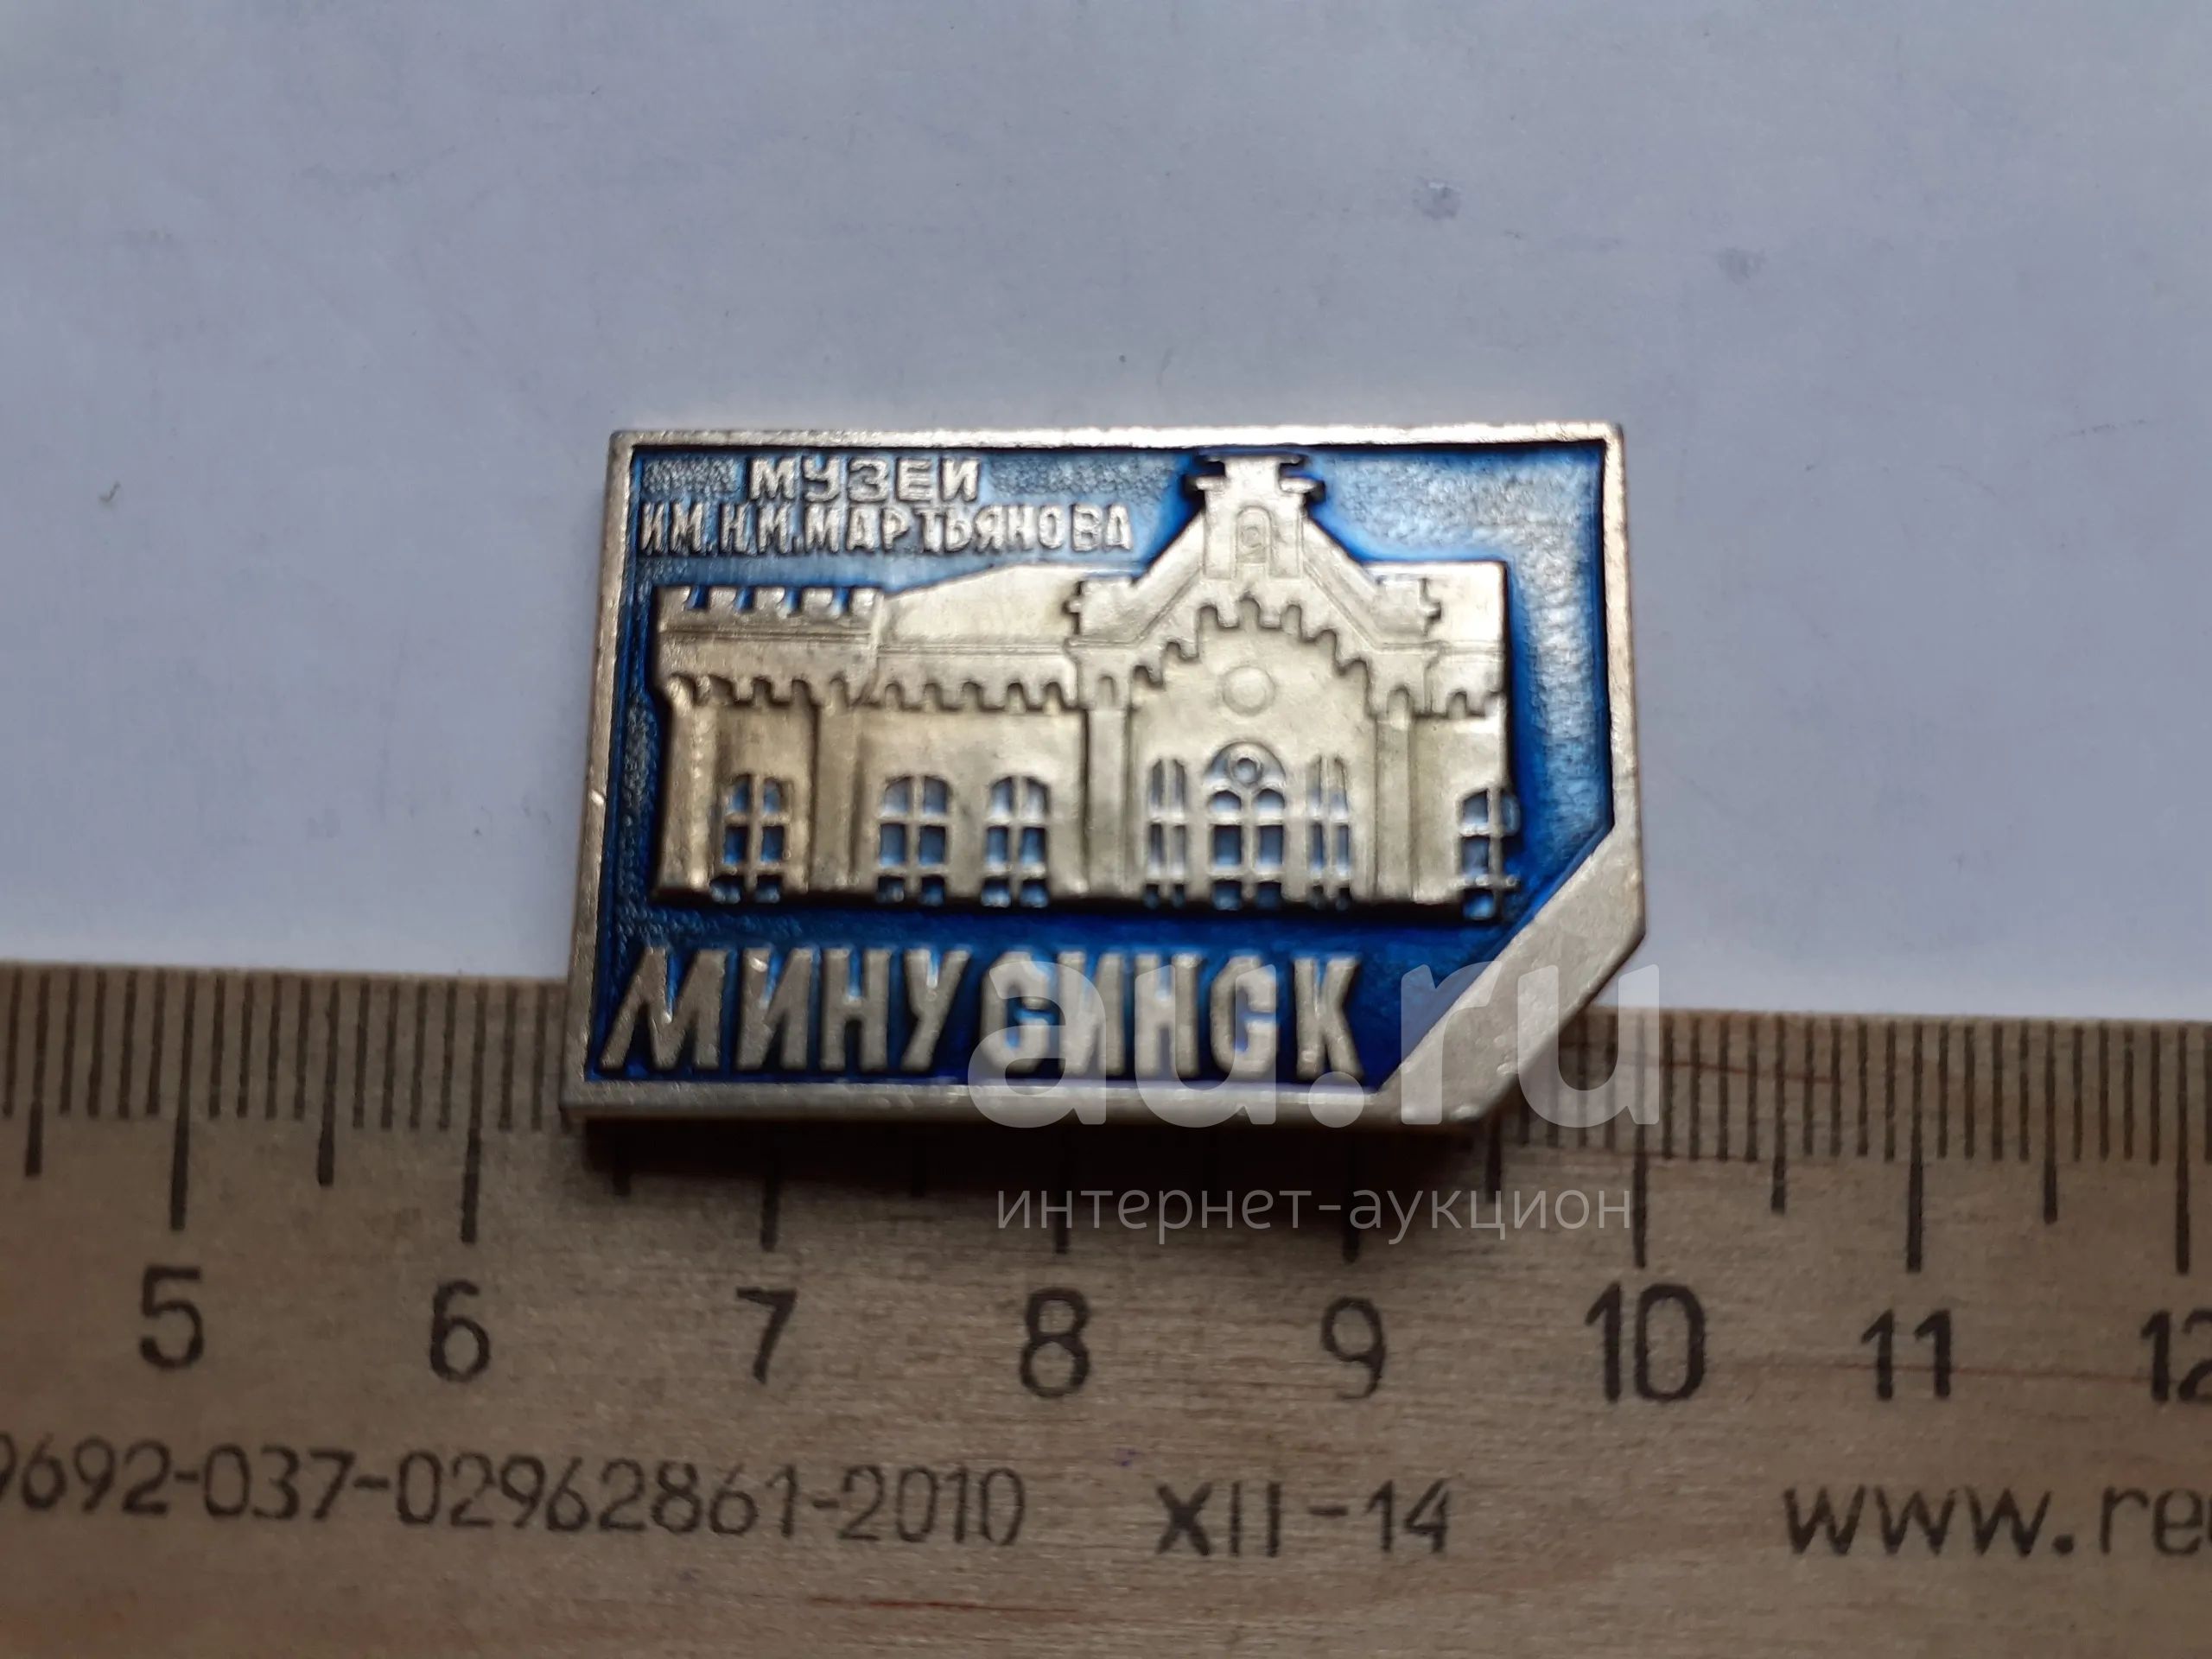 МУЗЕЙ
ИМ.Н.М.МАРТЬЯНОВА
МИНУСИНСК
au.ru
интернет-аукцион
5 6 7 8 9 10 11 12
9692-037-02962861-2010 XII-14 www.re